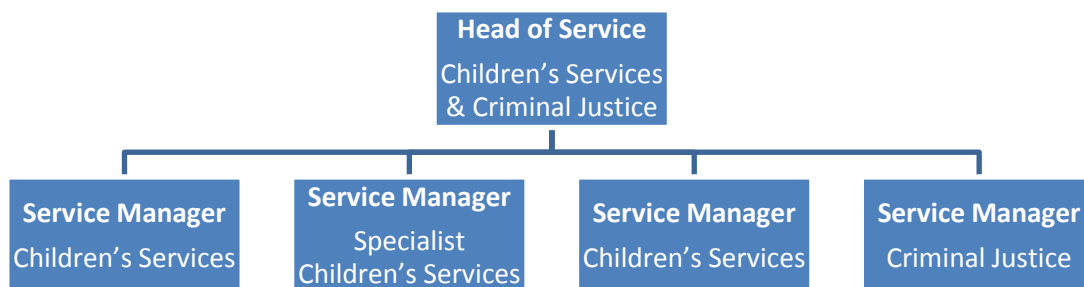 Head of Service
Children’s Services
& Criminal Justice
Service Manager
Children’s Services
Service Manager
Specialist
Children’s Services
Service Manager
Children’s Services
Service Manager
Criminal Justice